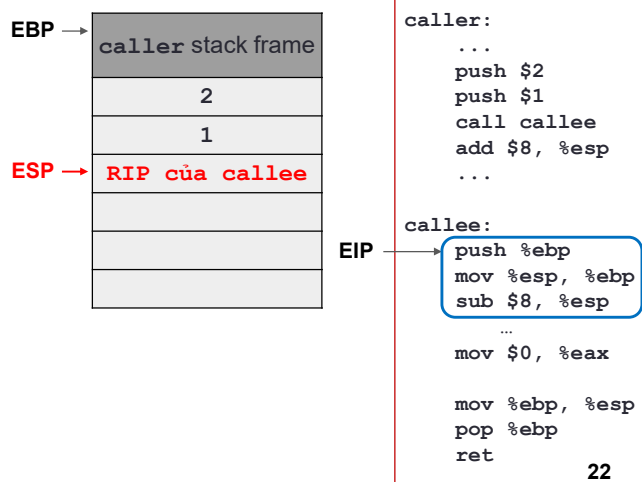 EBP
caller stack frame
2
1
ESP
RIP của callee
caller:
...
push $2
push $1
call callee
add $8, %esp
...
callee:
EIP
push %ebp
mov %esp, %ebp
sub $8, %esp
…
mov $0, %eax
mov %ebp, %esp
pop %ebp
ret
22